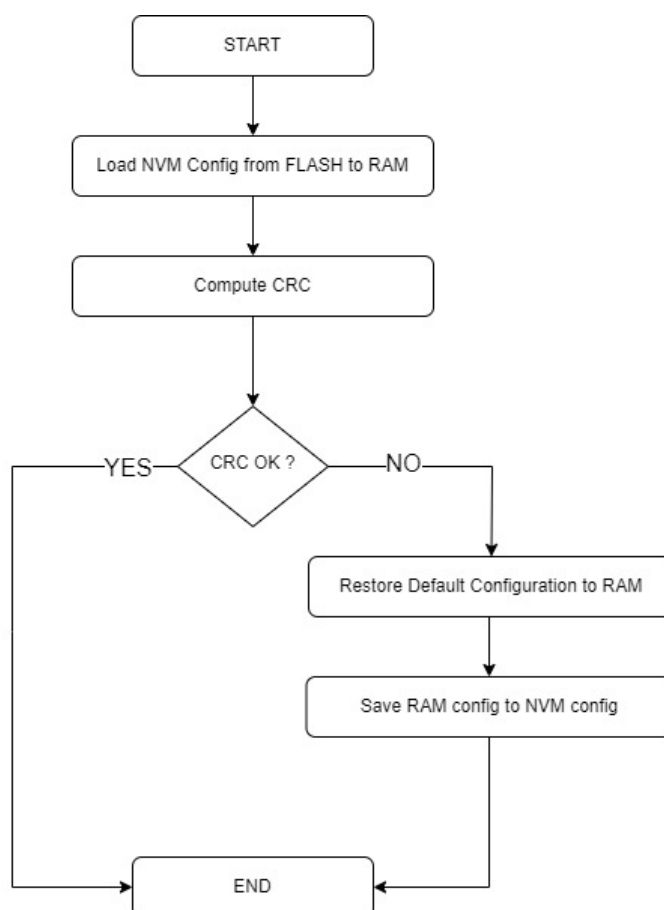 START
Load NVM Config from FLASH to RAM
Compute CRC
CRC OK ?
YES
NO
Restore Default Configuration to RAM
Save RAM config to NVM config
END